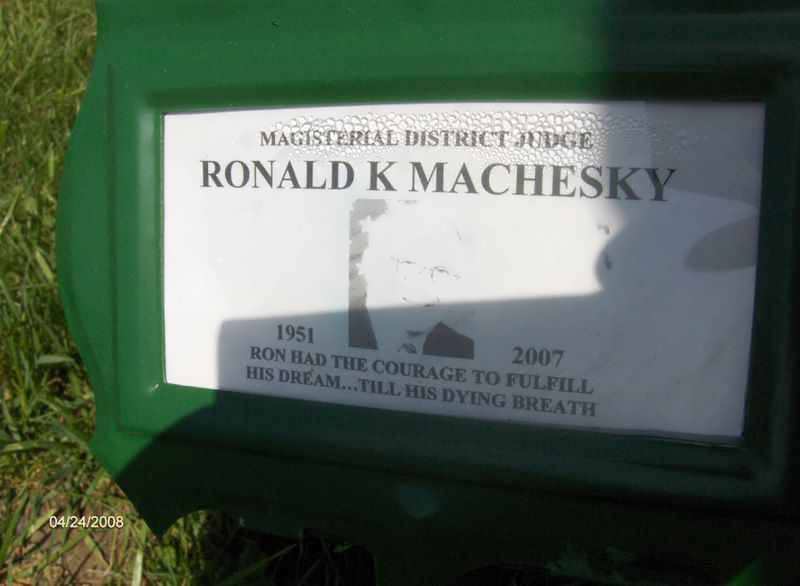 MAGISTERIAL DISTRICT JUDGE
RONALD K MACHESKY
1951 2007
RON HAD THE COURAGE TO FULFILL
HIS DREAM...TILL HIS DYING BREATH
04/24/2008